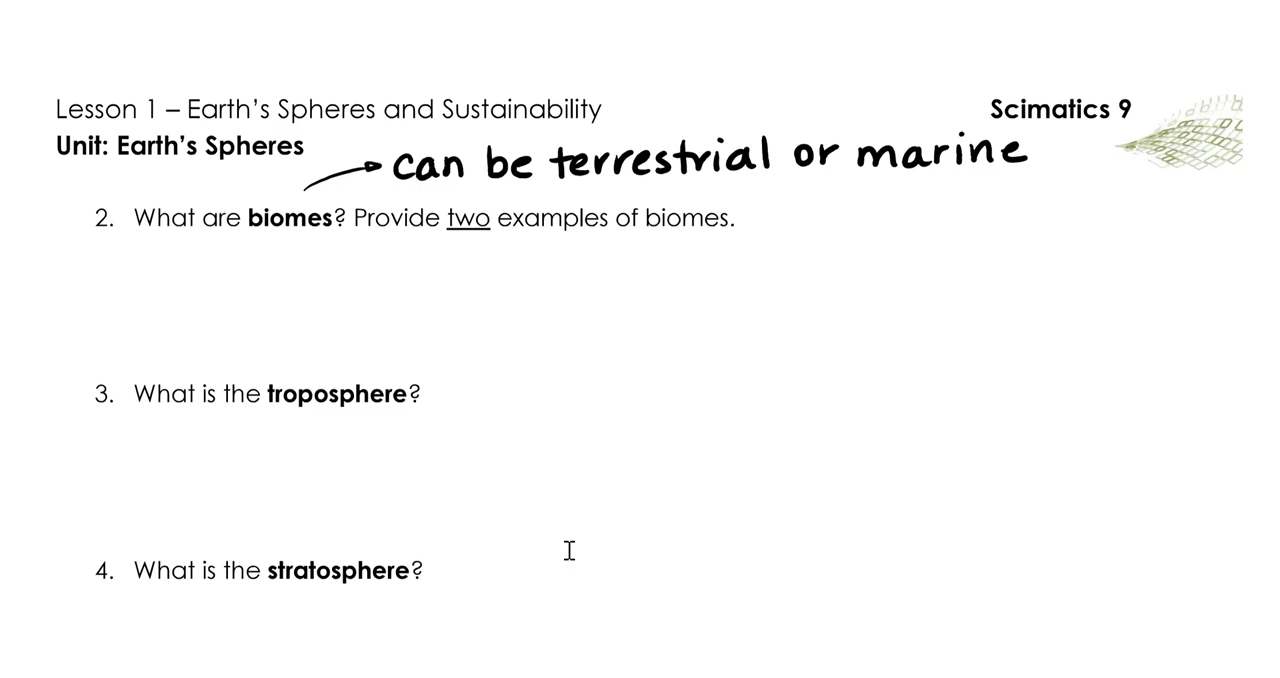 Lesson 1 – Earth's Spheres and Sustainability
Scimatics 9
Unit: Earth's Spheres
can be terrestrial or marine
2. What are biomes? Provide two examples of biomes.
3. What is the troposphere?
4. What is the stratosphere?